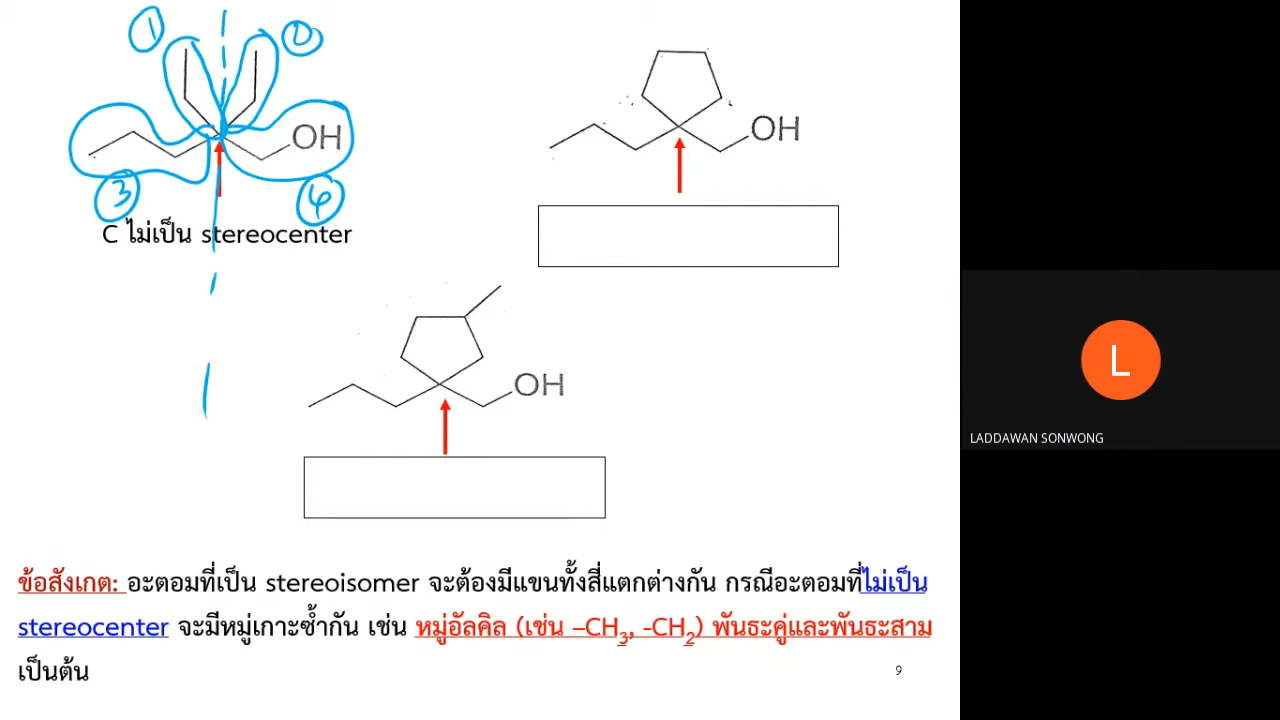 ① ②
OH
③ ④
C ไม่เป็น stereocenter
OH
OH
L
LADDAWAN SONWONG
ข้อสังเกต: อะตอมที่เป็น stereoisomer จะต้องมีแขนทั้งสี่แตกต่างกัน กรณีอะตอมที่ไม่เป็น
stereocenter จะมีหมู่เกาะซ้ำกัน เช่น หมู่อัลคิล (เช่น –CH3, -CH2) พันธะคู่และพันธะสาม
เป็นต้น
9